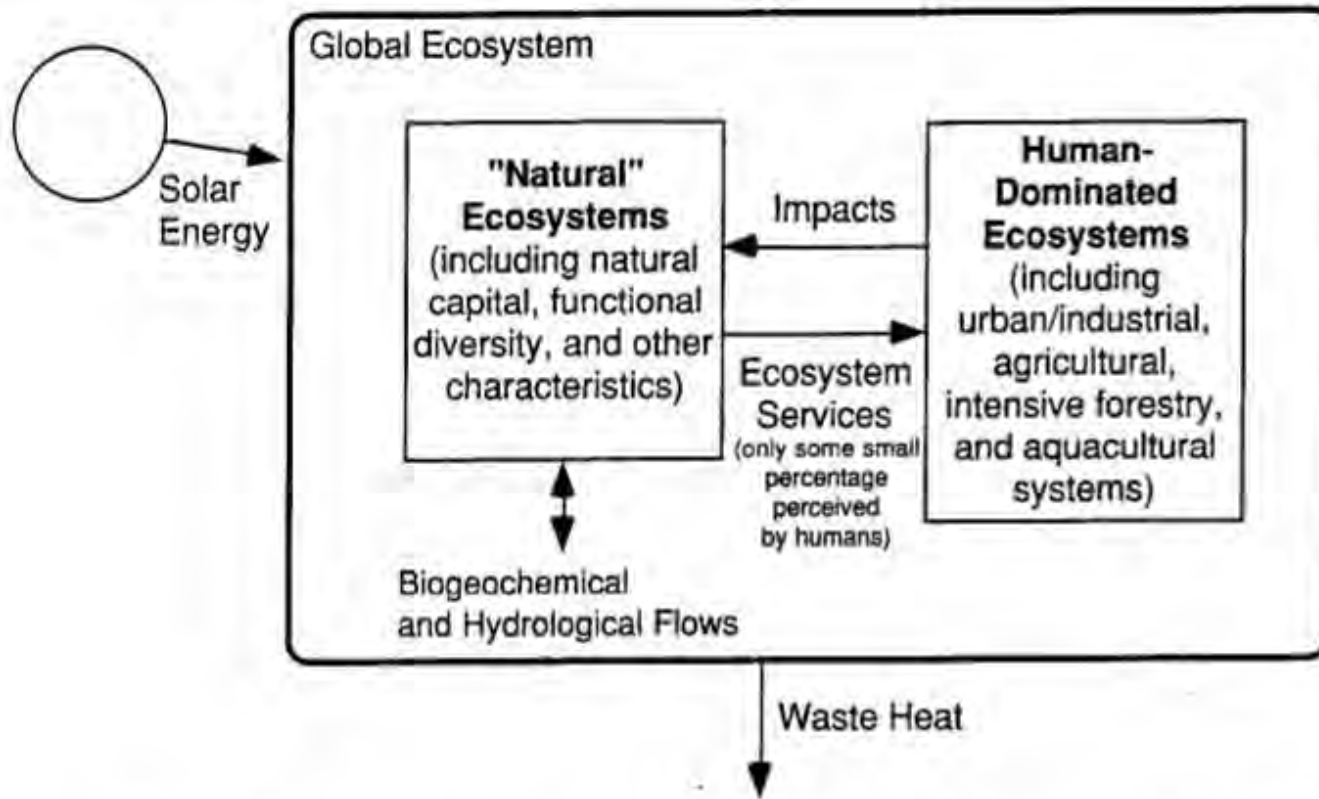 Global Ecosystem
Solar
Energy
"Natural"
Ecosystems
(including natural
capital, functional
diversity, and other
characteristics)
Impacts
Ecosystem
Services
(only some small
percentage
perceived
by humans)
Human-
Dominated
Ecosystems
(including
urban/industrial,
agricultural,
intensive forestry,
and aquacultural
systems)
Biogeochemical
and Hydrological Flows
Waste Heat